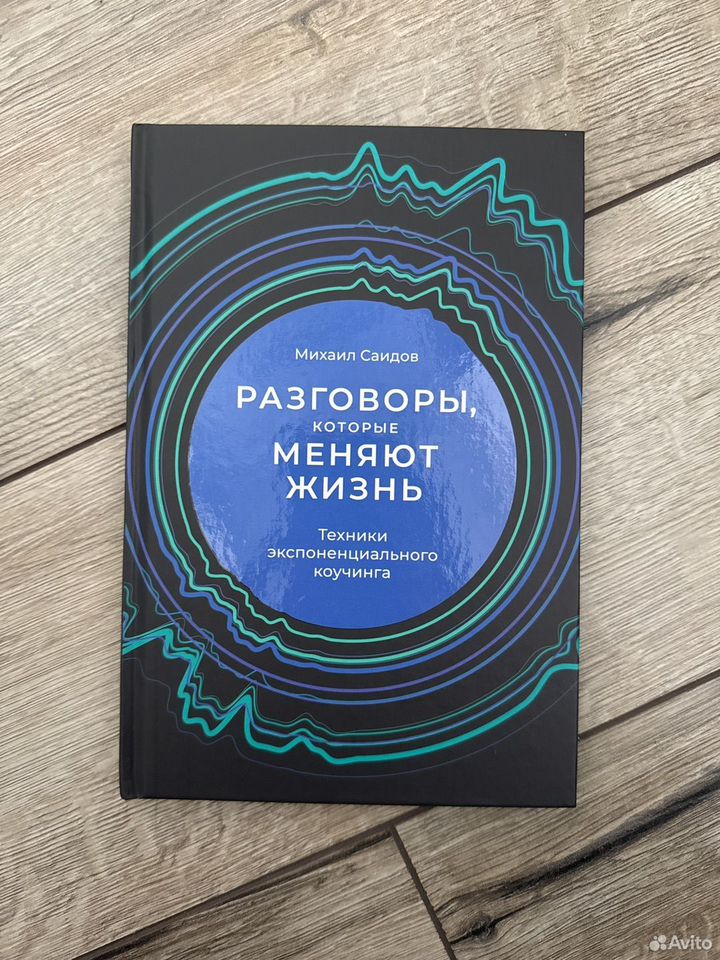 Михаил Саидов
РАЗГОВОРЫ,
КОТОРЫЕ
МЕНЯЮТ
ЖИЗНЬ
Техники
экспоненциального
коучинга
Avito